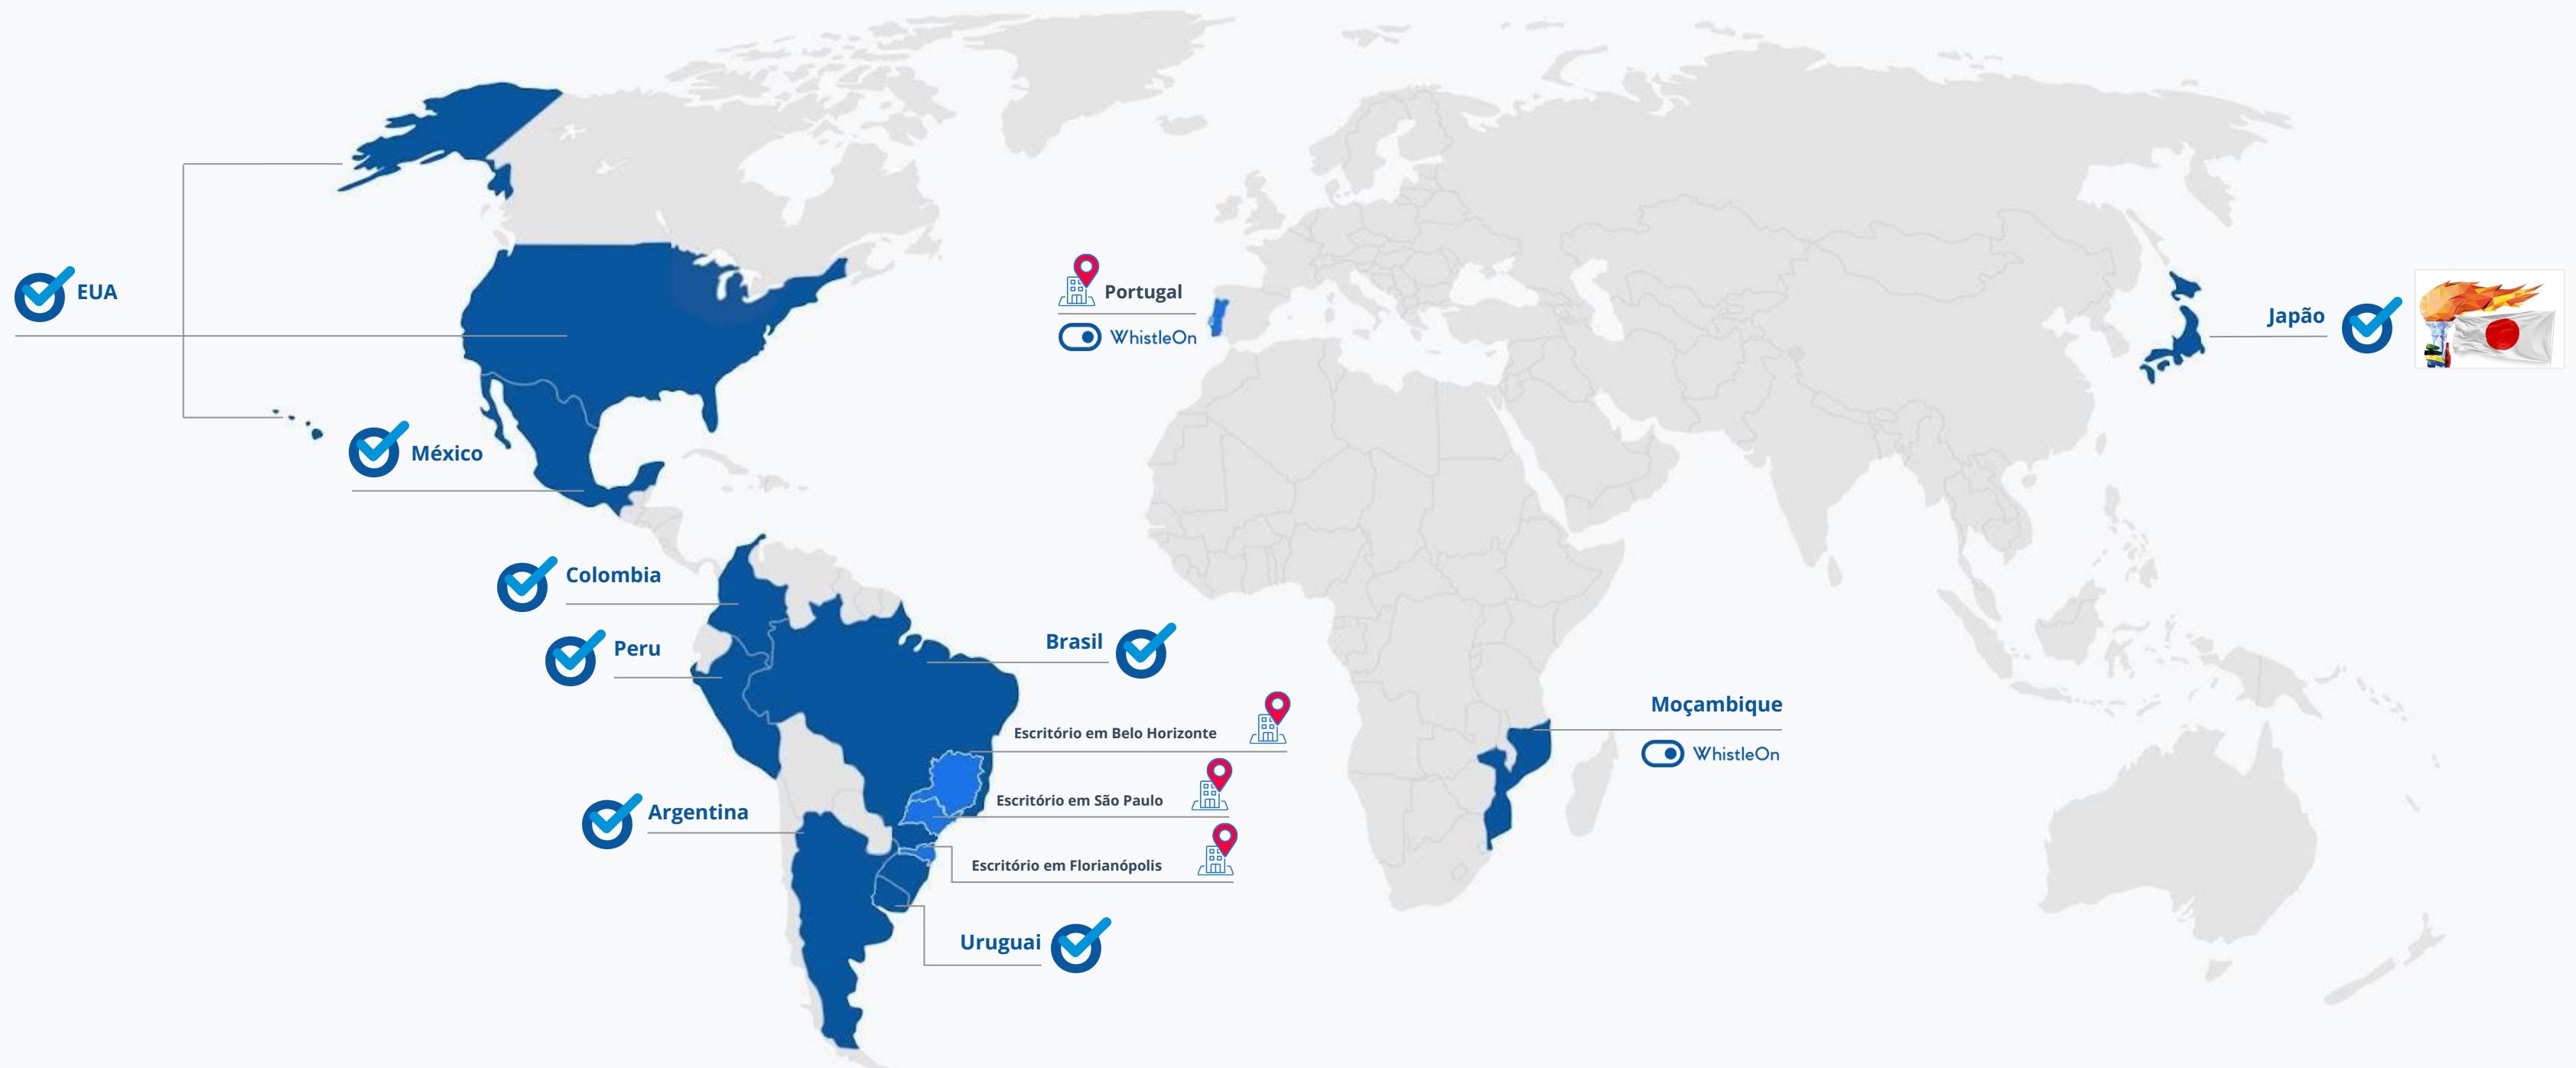 EUA
Portugal
WhistleOn
Japão
México
Colombia
Peru
Brasil
Escritório em Belo Horizonte
Moçambique
WhistleOn
Escritório em São Paulo
Argentina
Escritório em Florianópolis
Uruguai